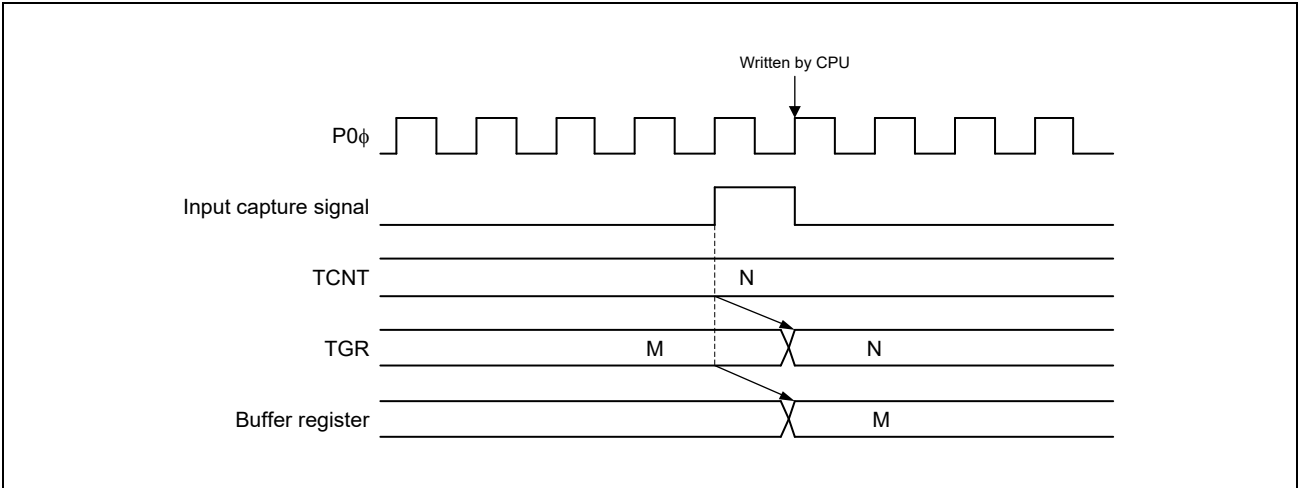 Written by CPU
P0ϕ
Input capture signal
TCNT
N
TGR
M
N
Buffer register
M